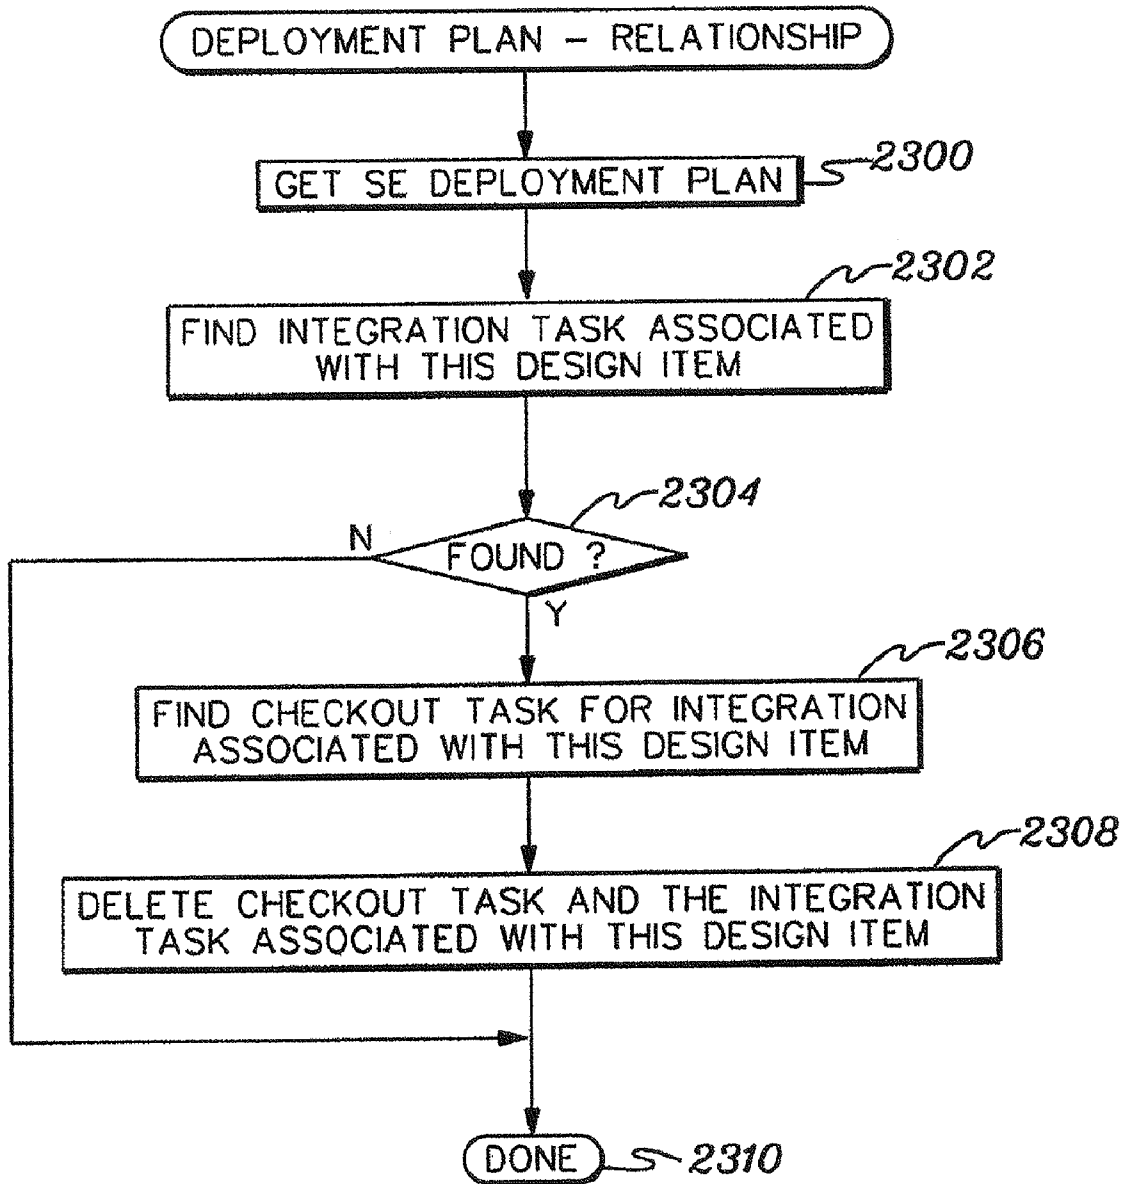 DEPLOYMENT PLAN – RELATIONSHIP
GET SE DEPLOYMENT PLAN
2300
2302
FIND INTEGRATION TASK ASSOCIATED
WITH THIS DESIGN ITEM
2304
N
FOUND ?
Y
2306
FIND CHECKOUT TASK FOR INTEGRATION
ASSOCIATED WITH THIS DESIGN ITEM
2308
DELETE CHECKOUT TASK AND THE INTEGRATION
TASK ASSOCIATED WITH THIS DESIGN ITEM
DONE
2310